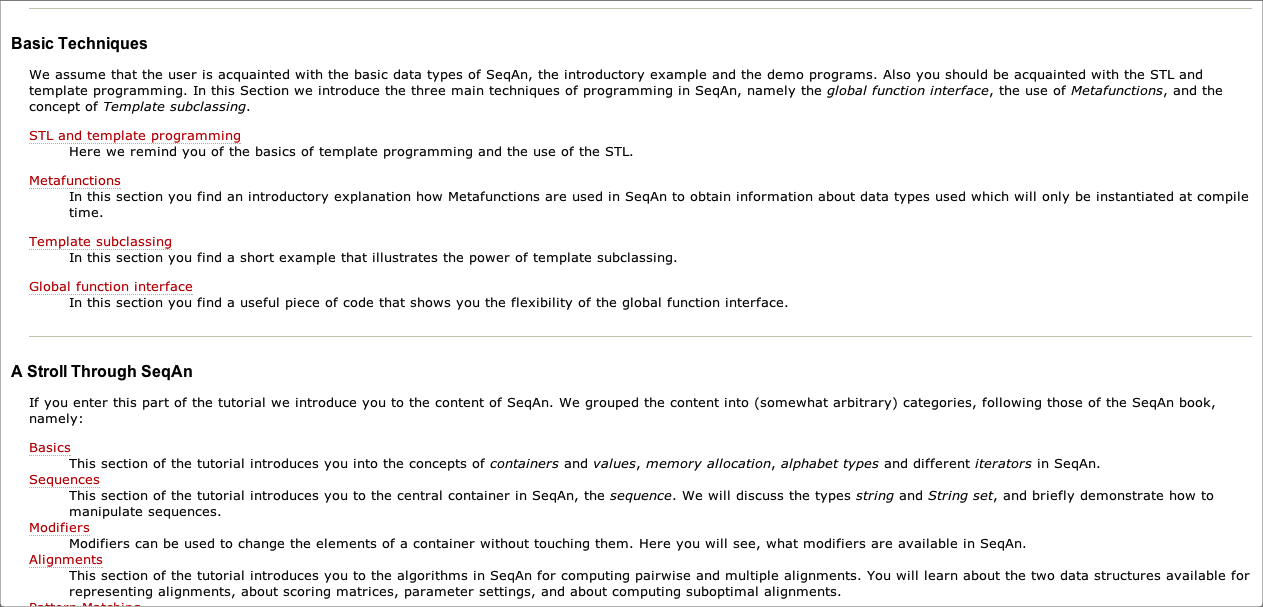 Basic Techniques
We assume that the user is acquainted with the basic data types of SeqAn, the introductory example and the demo programs. Also you should be acquainted with the STL and
template programming. In this Section we introduce the three main techniques of programming in SeqAn, namely the global function interface, the use of Metafunctions, and the
concept of Template subclassing.
STL and template programming
Here we remind you of the basics of template programming and the use of the STL.
Metafunctions
In this section you find an introductory explanation how Metafunctions are used in SeqAn to obtain information about data types used which will only be instantiated at compile
time.
Template subclassing
In this section you find a short example that illustrates the power of template subclassing.
Global function interface
In this section you find a useful piece of code that shows you the flexibility of the global function interface.
A Stroll Through SeqAn
If you enter this part of the tutorial we introduce you to the content of SeqAn. We grouped the content into (somewhat arbitrary) categories, following those of the SeqAn book,
namely:
Basics
This section of the tutorial introduces you into the concepts of containers and values, memory allocation, alphabet types and different iterators in SeqAn.
Sequences
This section of the tutorial introduces you to the central container in SeqAn, the sequence. We will discuss the types string and String set, and briefly demonstrate how to
manipulate sequences.
Modifiers
Modifiers can be used to change the elements of a container without touching them. Here you will see, what modifiers are available in SeqAn.
Alignments
This section of the tutorial introduces you to the algorithms in SeqAn for computing pairwise and multiple alignments. You will learn about the two data structures available for
representing alignments, about scoring matrices, parameter settings, and about computing suboptimal alignments.
Pattern Matching